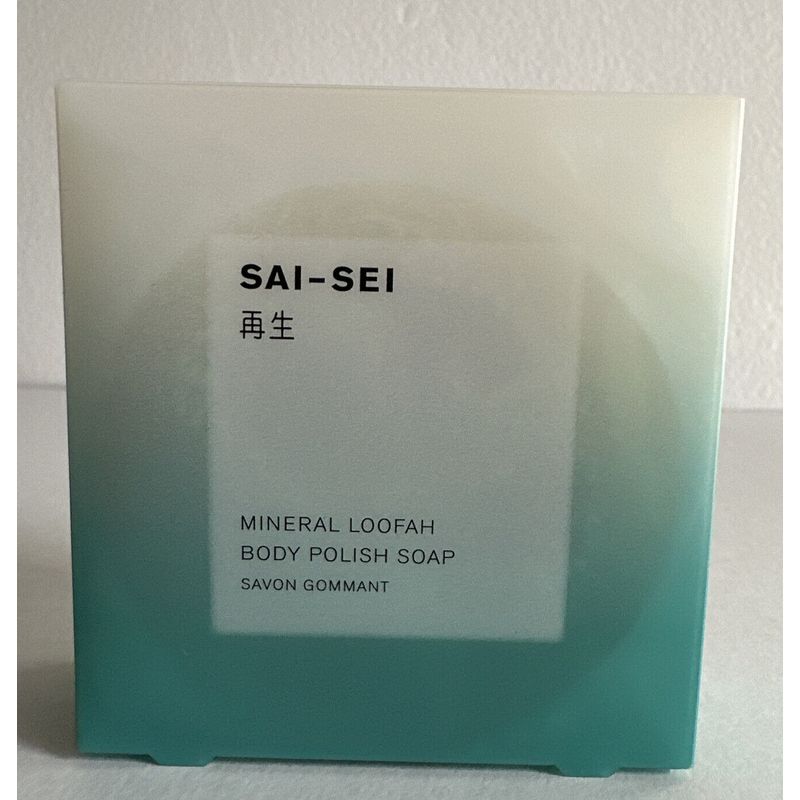 SAI-SEI
再生
MINERAL LOOFAH
BODY POLISH SOAP
SAVON GOMMANT